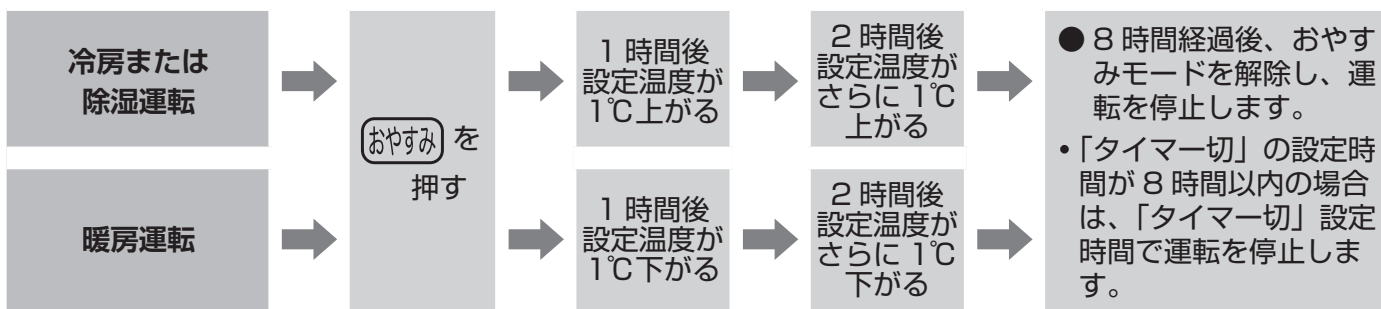 冷房または
除湿運転
暖房運転
おやすみ を
押す
1 時間後
設定温度が
1℃上がる
1 時間後
設定温度が
1℃下がる
2 時間後
設定温度が
さらに 1℃
上がる
2 時間後
設定温度が
さらに 1℃
下がる
● 8 時間経過後、おやす
みモードを解除し、運
転を停止します。
•「タイマー切」の設定時
間が 8 時間以内の場合
は、「タイマー切」設定
時間で運転を停止しま
す。